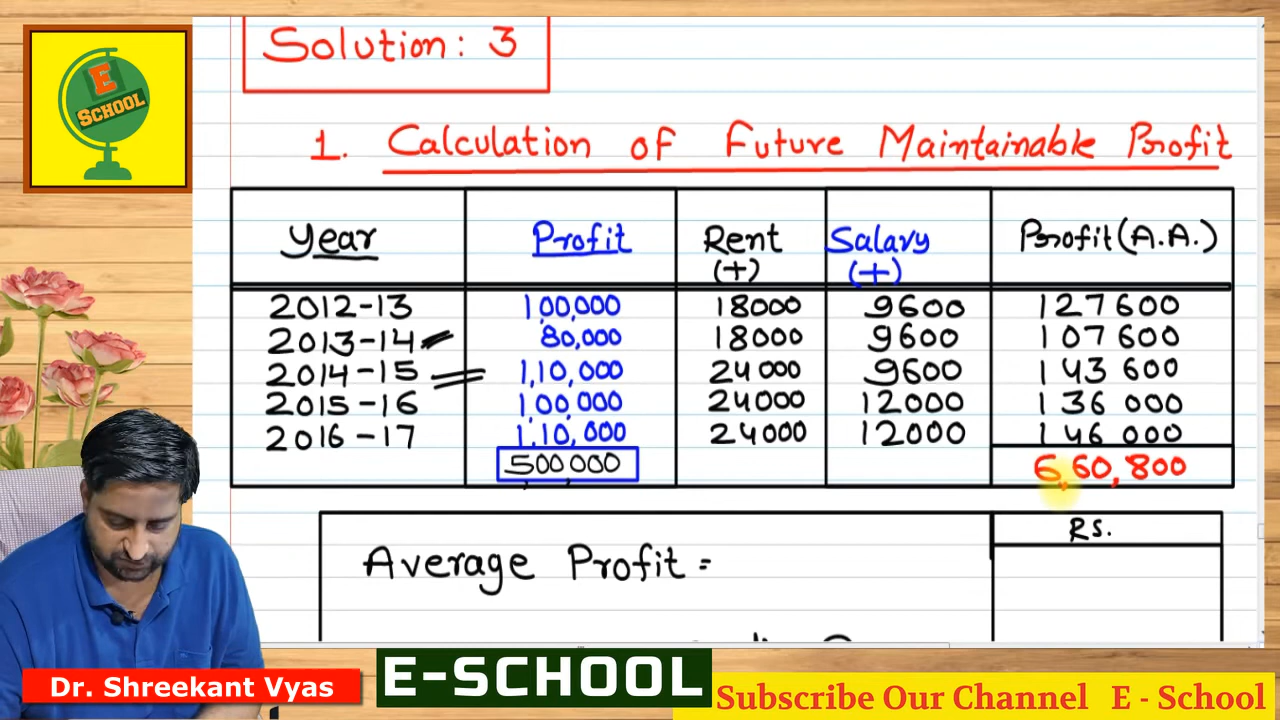 E
SCHOOL
Solution: 3
1. Calculation of Future Maintainable Profit
Year Profit Rent (+) Salary (+) Profit (A.A.)
2012-13 1,00,000 18000 9600 127600
2013-14 80,000 18000 9600 107600
2014-15 1,10,000 24000 9600 143600
2015-16 1,00,000 24000 12000 136000
2016-17 1,10,000 24000 12000 146000
5,00,000 6,60,800
Rs.
Average Profit =
Dr. Shreekant Vyas
E-SCHOOL
Subscribe Our Channel E - School